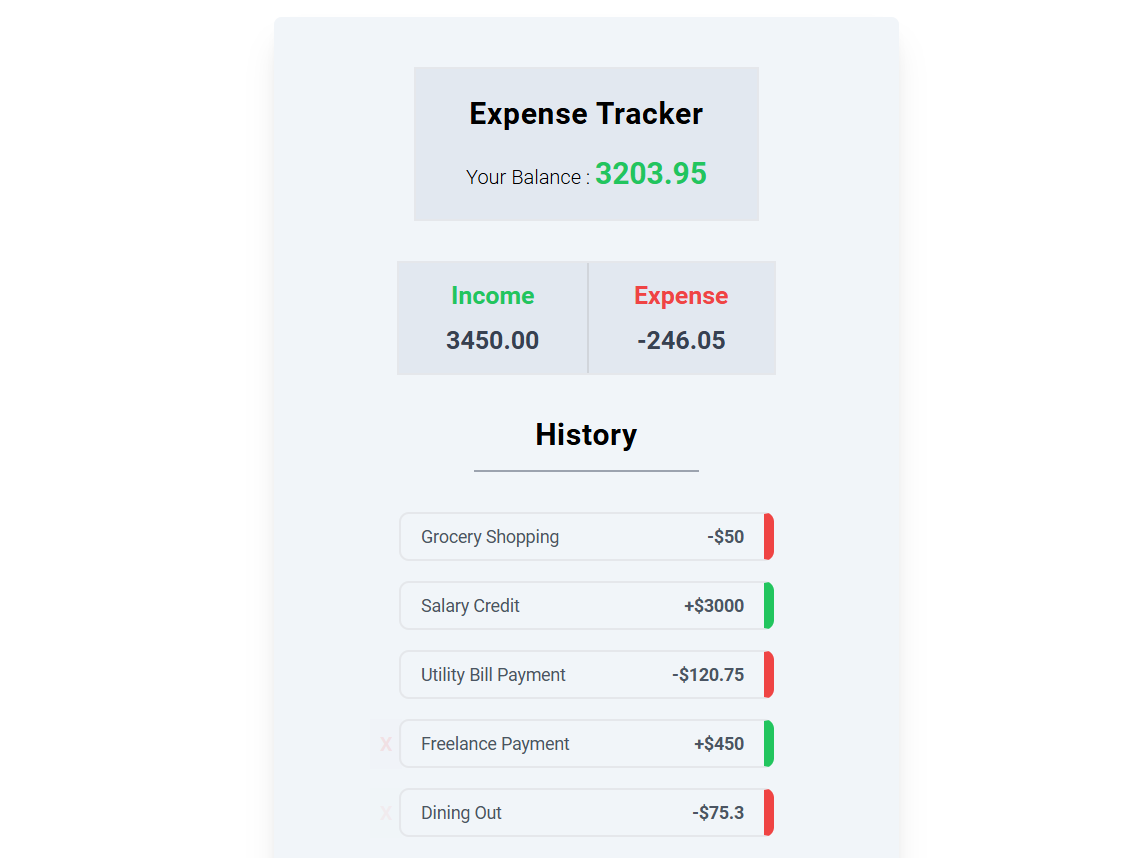 Expense Tracker
Your Balance : 3203.95
Income Expense
3450.00 -246.05
History
Grocery Shopping -$50
Salary Credit +$3000
Utility Bill Payment -$120.75
X Freelance Payment +$450
X Dining Out -$75.3